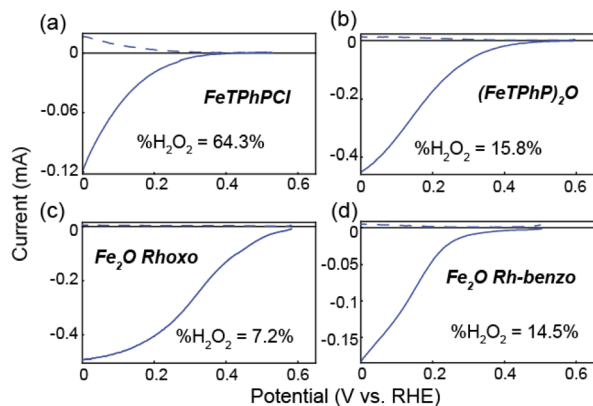 (a)
0
-0.06
-0.12
0
0.2
0.4
0.6
FeTPhPCl
%H₂O₂ = 64.3%
(b)
0
-0.2
-0.4
0
0.2
0.4
0.6
(FeTPhP)₂O
%H₂O₂ = 15.8%
Current (mA)
(c)
0
-0.2
-0.4
0
0.2
0.4
0.6
Fe₂O Rhoxo
%H₂O₂ = 7.2%
(d)
0
-0.05
-0.1
-0.15
0
0.2
0.4
0.6
Fe₂O Rh-benzo
%H₂O₂ = 14.5%
Potential (V vs. RHE)